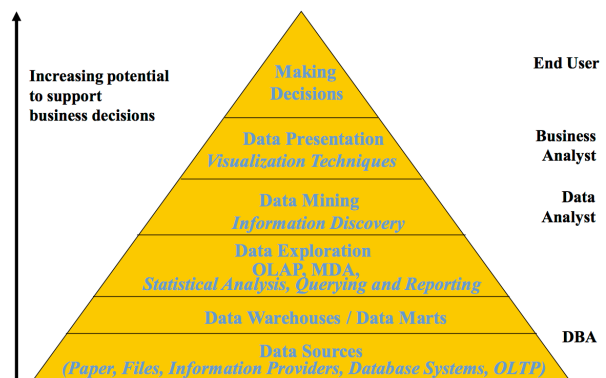 Increasing potential
to support
business decisions
Making
Decisions
End User
Data Presentation
Visualization Techniques
Business
Analyst
Data Mining
Information Discovery
Data
Analyst
Data Exploration
OLAP, MDA,
Statistical Analysis, Querying and Reporting
Data Warehouses / Data Marts
Data Sources
(Paper, Files, Information Providers, Database Systems, OLTP)
DBA